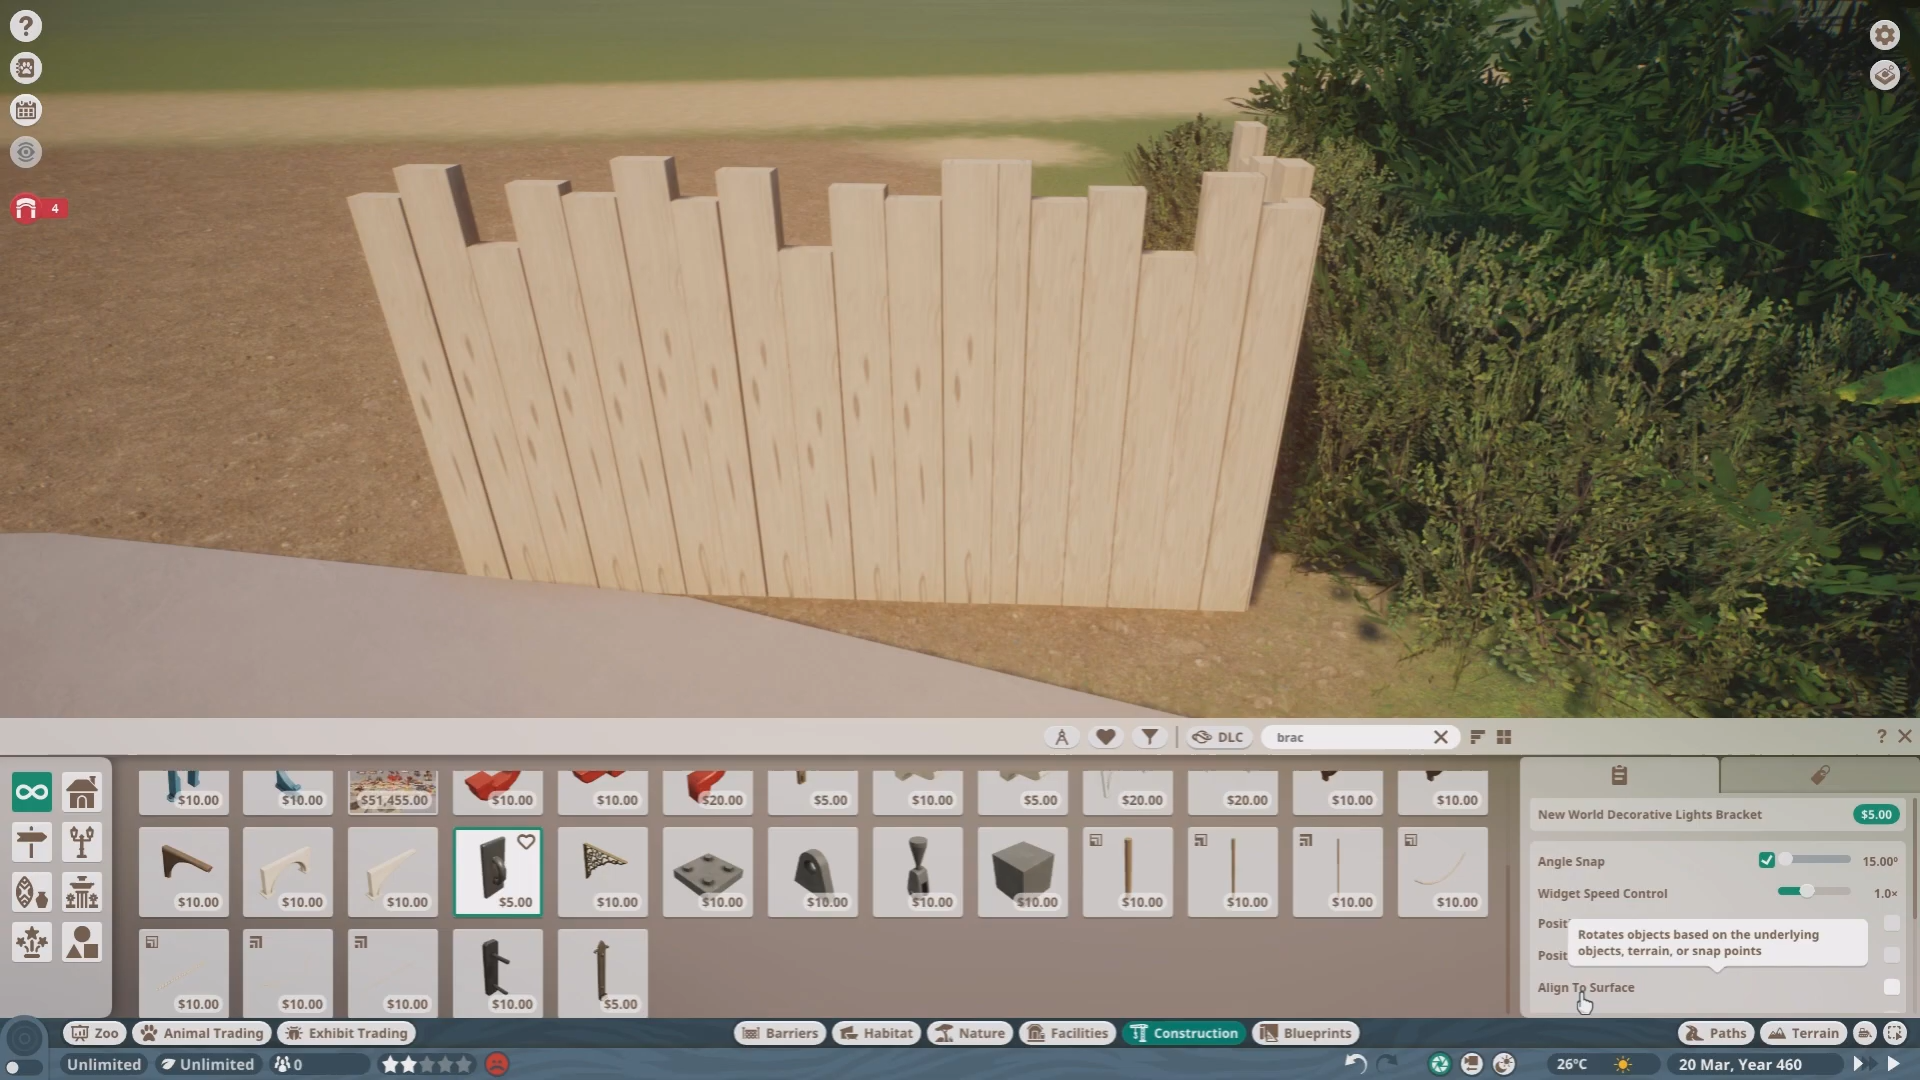 ?
4
DLC
brac
?
$10.00
$10.00
$51,455.00
$10.00
$10.00
$20.00
$5.00
$10.00
$5.00
$20.00
$20.00
$10.00
$10.00
New World Decorative Lights Bracket
$5.00
$10.00
$10.00
$10.00
$5.00
$10.00
$10.00
$10.00
$10.00
$10.00
$10.00
$10.00
$10.00
$10.00
Angle Snap
15.00°
Widget Speed Control
1.0×
Rotates objects based on the underlying
objects, terrain, or snap points
Align To Surface
$10.00
$10.00
$10.00
$10.00
$5.00
Zoo
Animal Trading
Exhibit Trading
Barriers
Habitat
Nature
Facilities
Construction
Blueprints
Paths
Terrain
Unlimited
Unlimited
0
26°C
20 Mar, Year 460